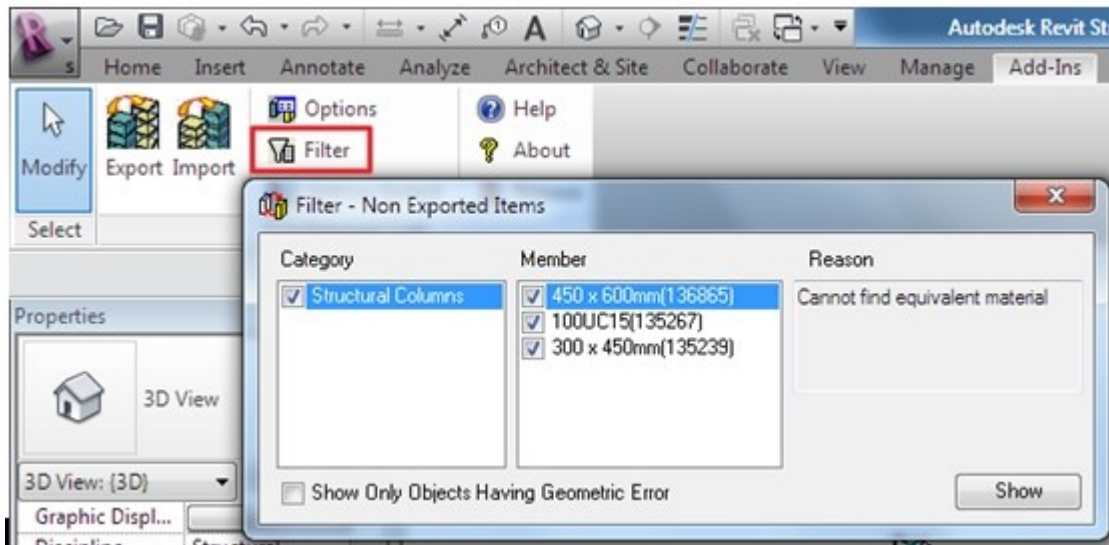 Autodesk Revit St
S
Home Insert Annotate Analyze Architect & Site Collaborate View Manage Add-Ins
Options Help
Filter About
Modify Export Import
Select
Filter - Non Exported Items
Category Member Reason
Structural Columns 450 x 600mm(136865) Cannot find equivalent material
100UC15(135267)
300 x 450mm(135239)
Properties
3D View
3D View: {3D}
Show Only Objects Having Geometric Error Show
Graphic Displ...